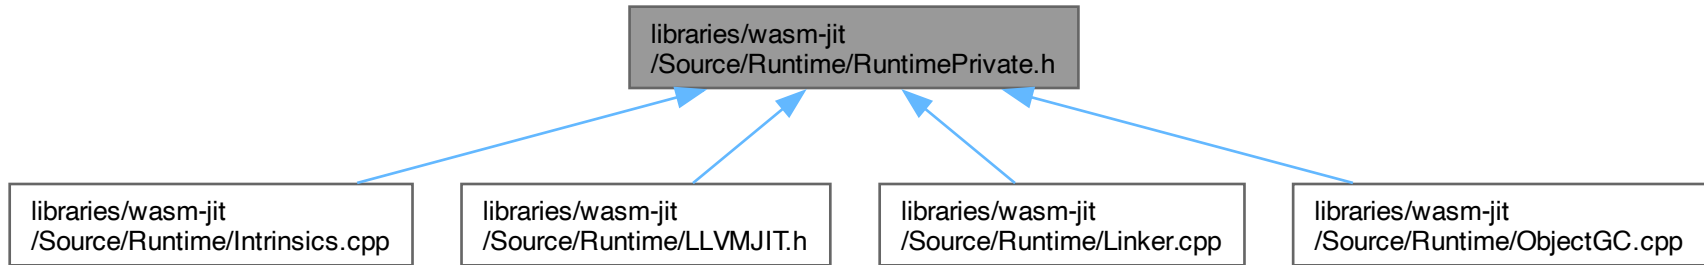 libraries/wasm-jit
/Source/Runtime/RuntimePrivate.h
libraries/wasm-jit
/Source/Runtime/Intrinsics.cpp
libraries/wasm-jit
/Source/Runtime/LLVMJIT.h
libraries/wasm-jit
/Source/Runtime/Linker.cpp
libraries/wasm-jit
/Source/Runtime/ObjectGC.cpp